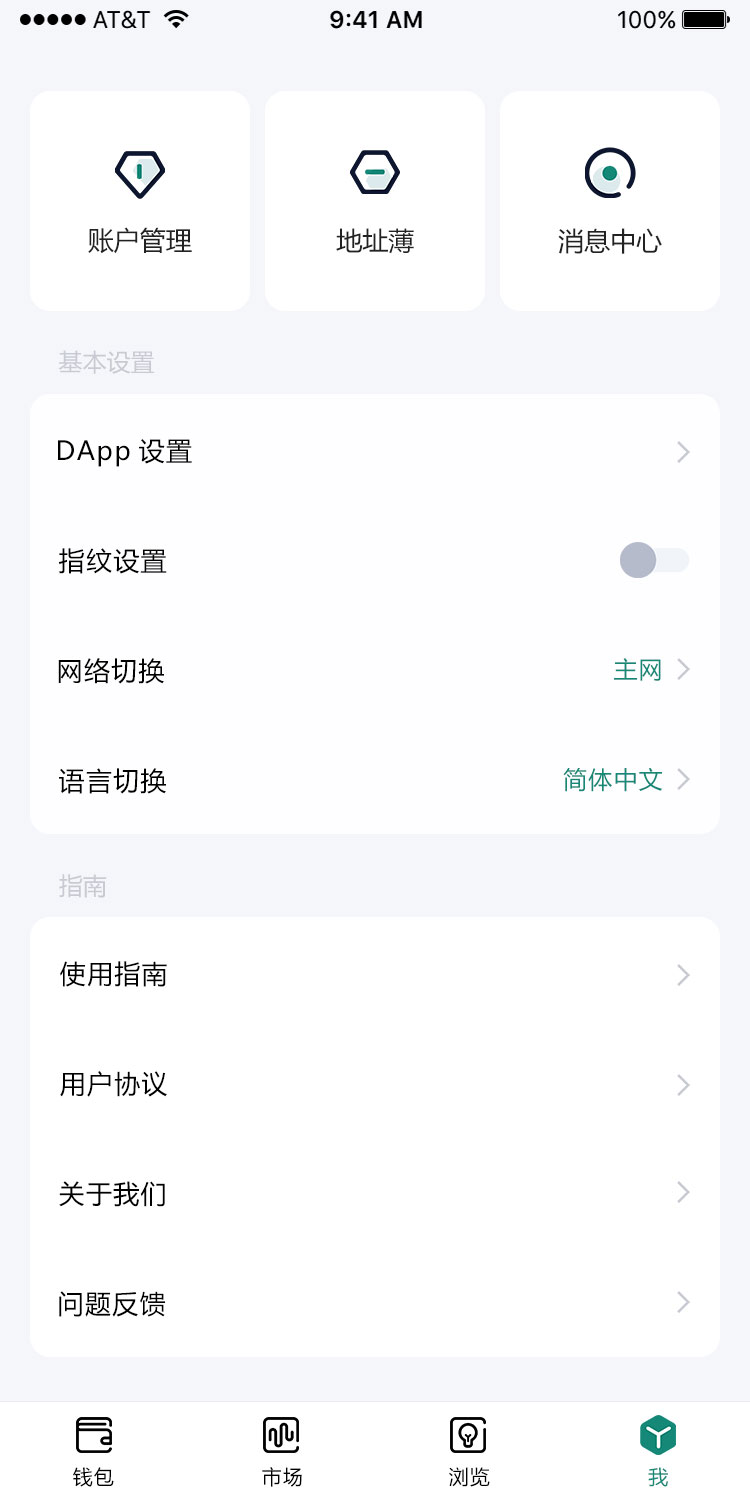 AT&T 9:41 AM 100%
账户管理 地址薄 消息中心
基本设置
DApp 设置
指纹设置
网络切换 主网
语言切换 简体中文
指南
使用指南
用户协议
关于我们
问题反馈
钱包 市场 浏览 我